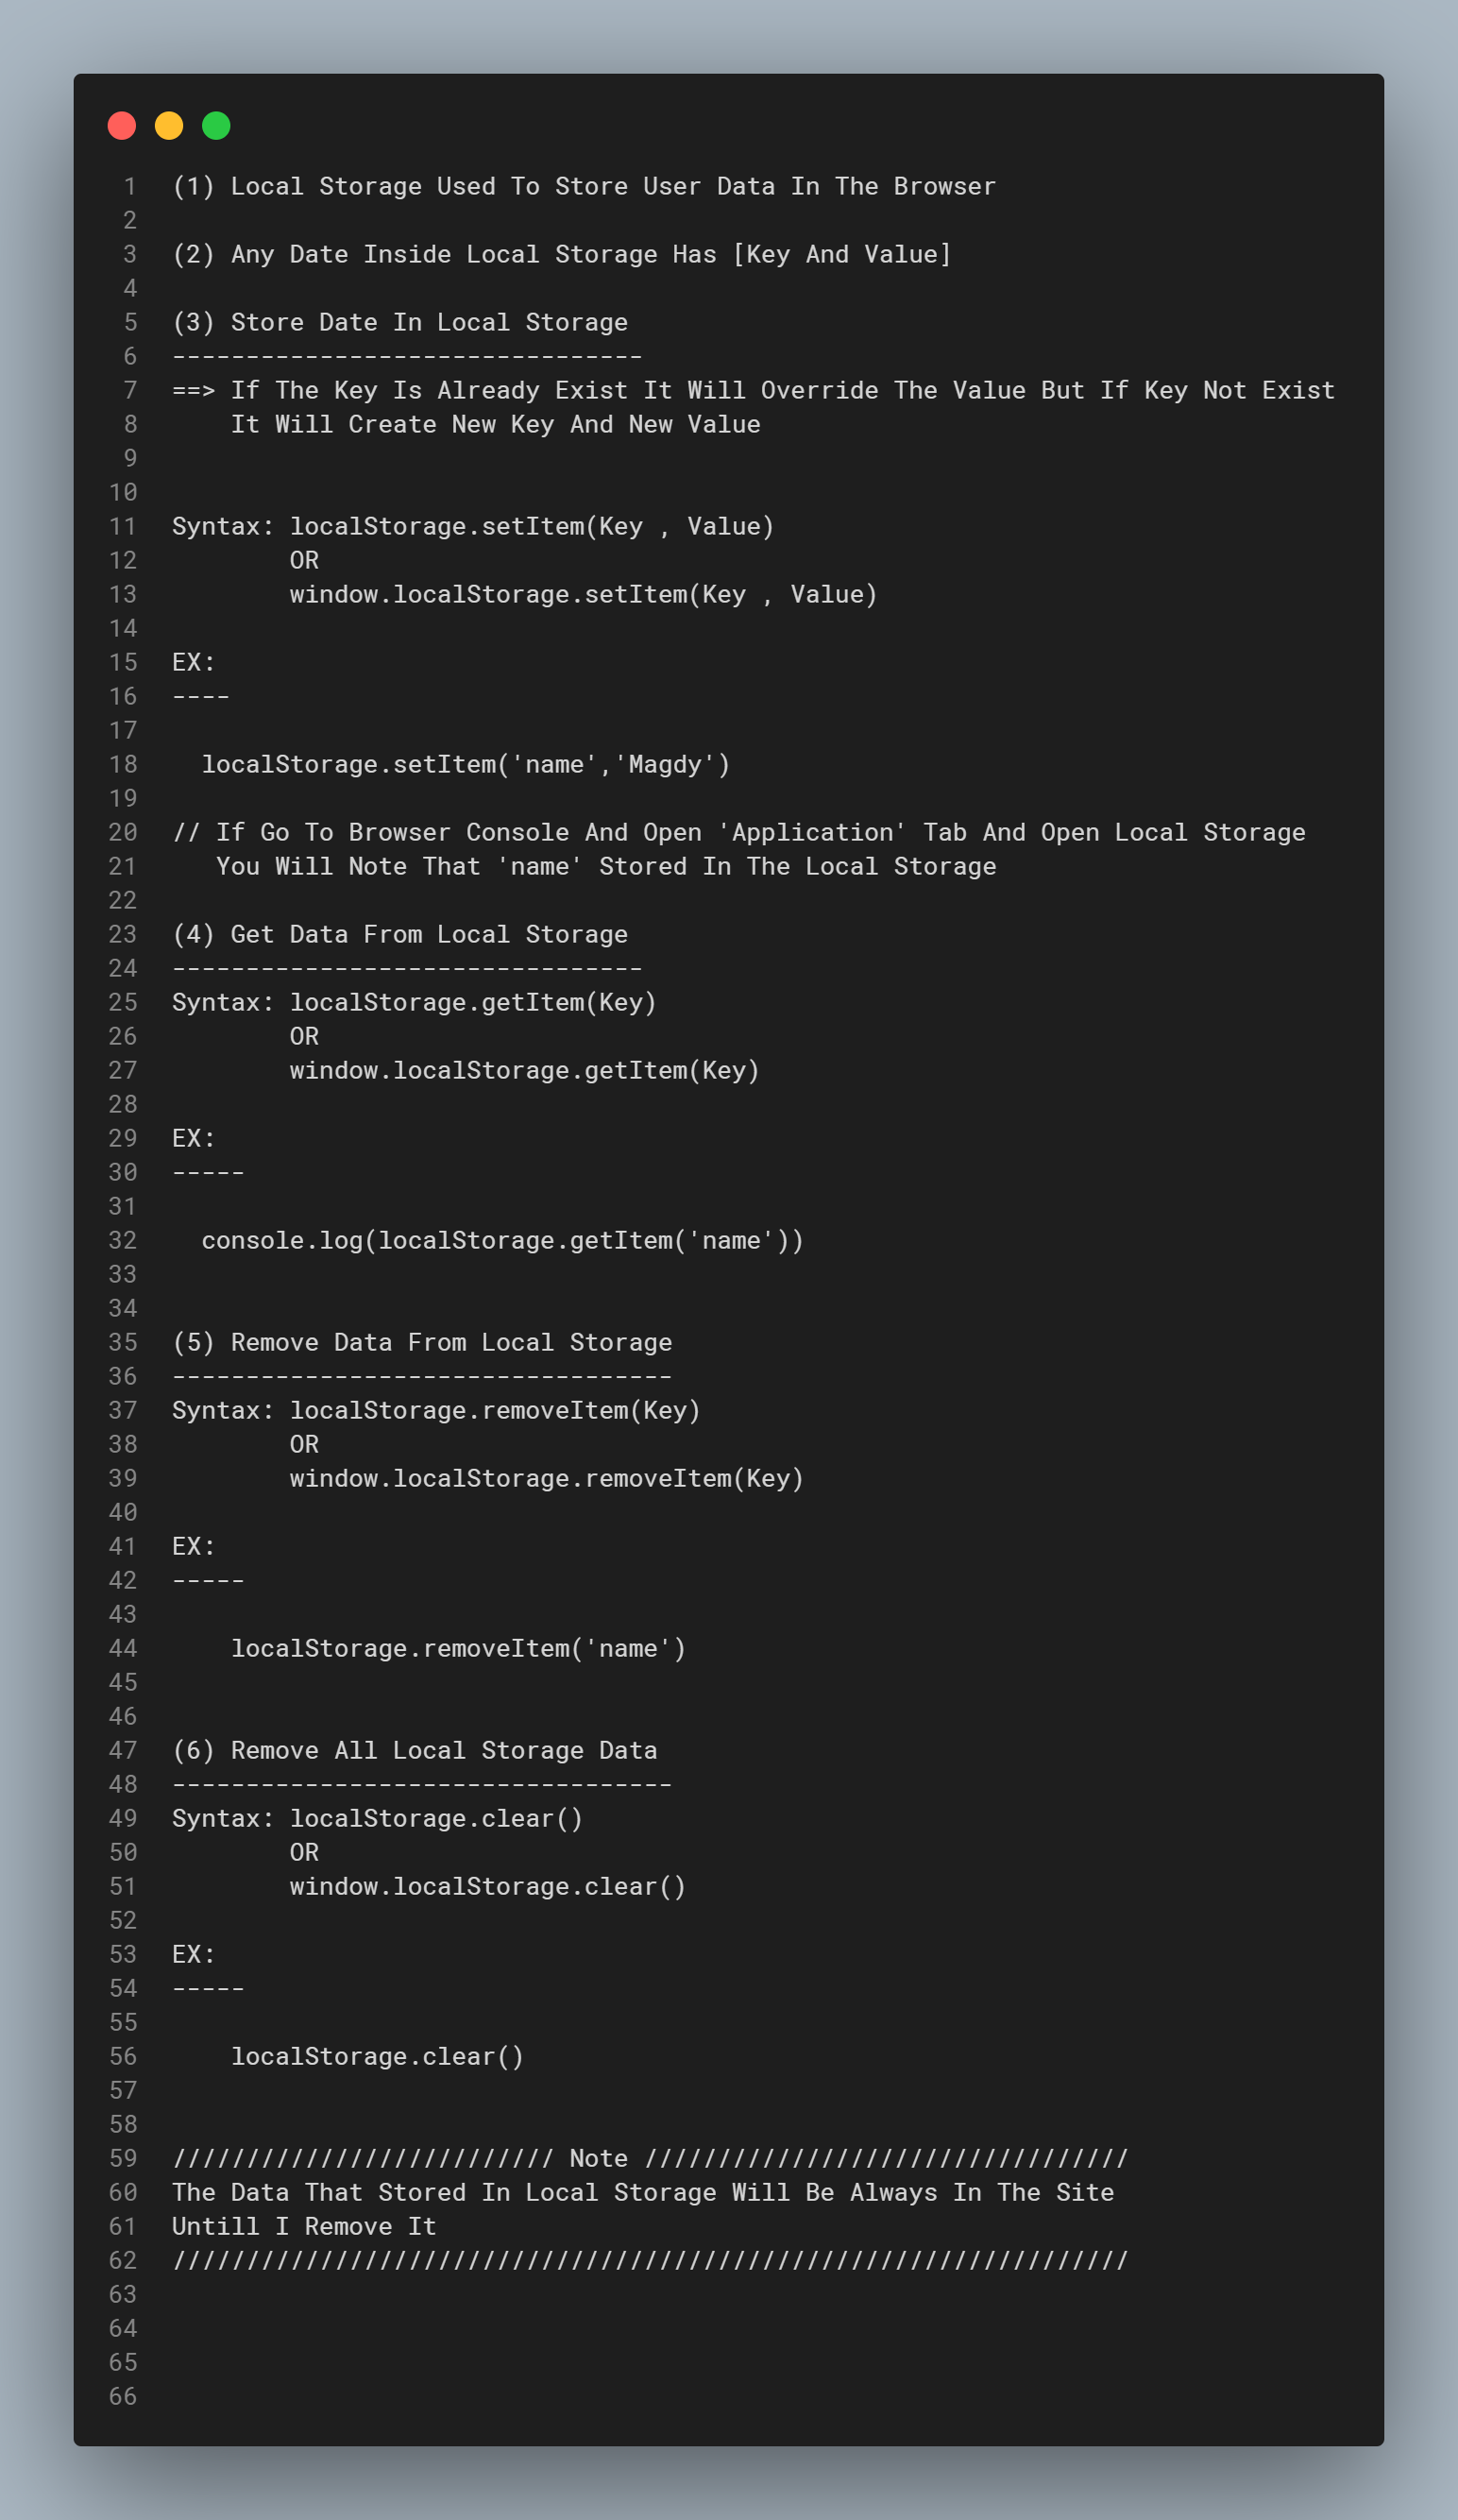 1 (1) Local Storage Used To Store User Data In The Browser
2
3 (2) Any Date Inside Local Storage Has [Key And Value]
4
5 (3) Store Date In Local Storage
6 --------------------------------
7 ==> If The Key Is Already Exist It Will Override The Value But If Key Not Exist
8     It Will Create New Key And New Value
9
10
11 Syntax: localStorage.setItem(Key , Value)
12         OR
13         window.localStorage.setItem(Key , Value)
14
15 EX:
16 ----
17
18   localStorage.setItem('name','Magdy')
19
20 // If Go To Browser Console And Open 'Application' Tab And Open Local Storage
21    You Will Note That 'name' Stored In The Local Storage
22
23 (4) Get Data From Local Storage
24 --------------------------------
25 Syntax: localStorage.getItem(Key)
26         OR
27         window.localStorage.getItem(Key)
28
29 EX:
30 -----
31
32   console.log(localStorage.getItem('name'))
33
34
35 (5) Remove Data From Local Storage
36 ----------------------------------
37 Syntax: localStorage.removeItem(Key)
38         OR
39         window.localStorage.removeItem(Key)
40
41 EX:
42 -----
43
44     localStorage.removeItem('name')
45
46
47 (6) Remove All Local Storage Data
48 ----------------------------------
49 Syntax: localStorage.clear()
50         OR
51         window.localStorage.clear()
52
53 EX:
54 -----
55
56     localStorage.clear()
57
58
59 ////////////////////////// Note /////////////////////////////////
60 The Data That Stored In Local Storage Will Be Always In The Site
61 Untill I Remove It
62 /////////////////////////////////////////////////////////////////
63
64
65
66